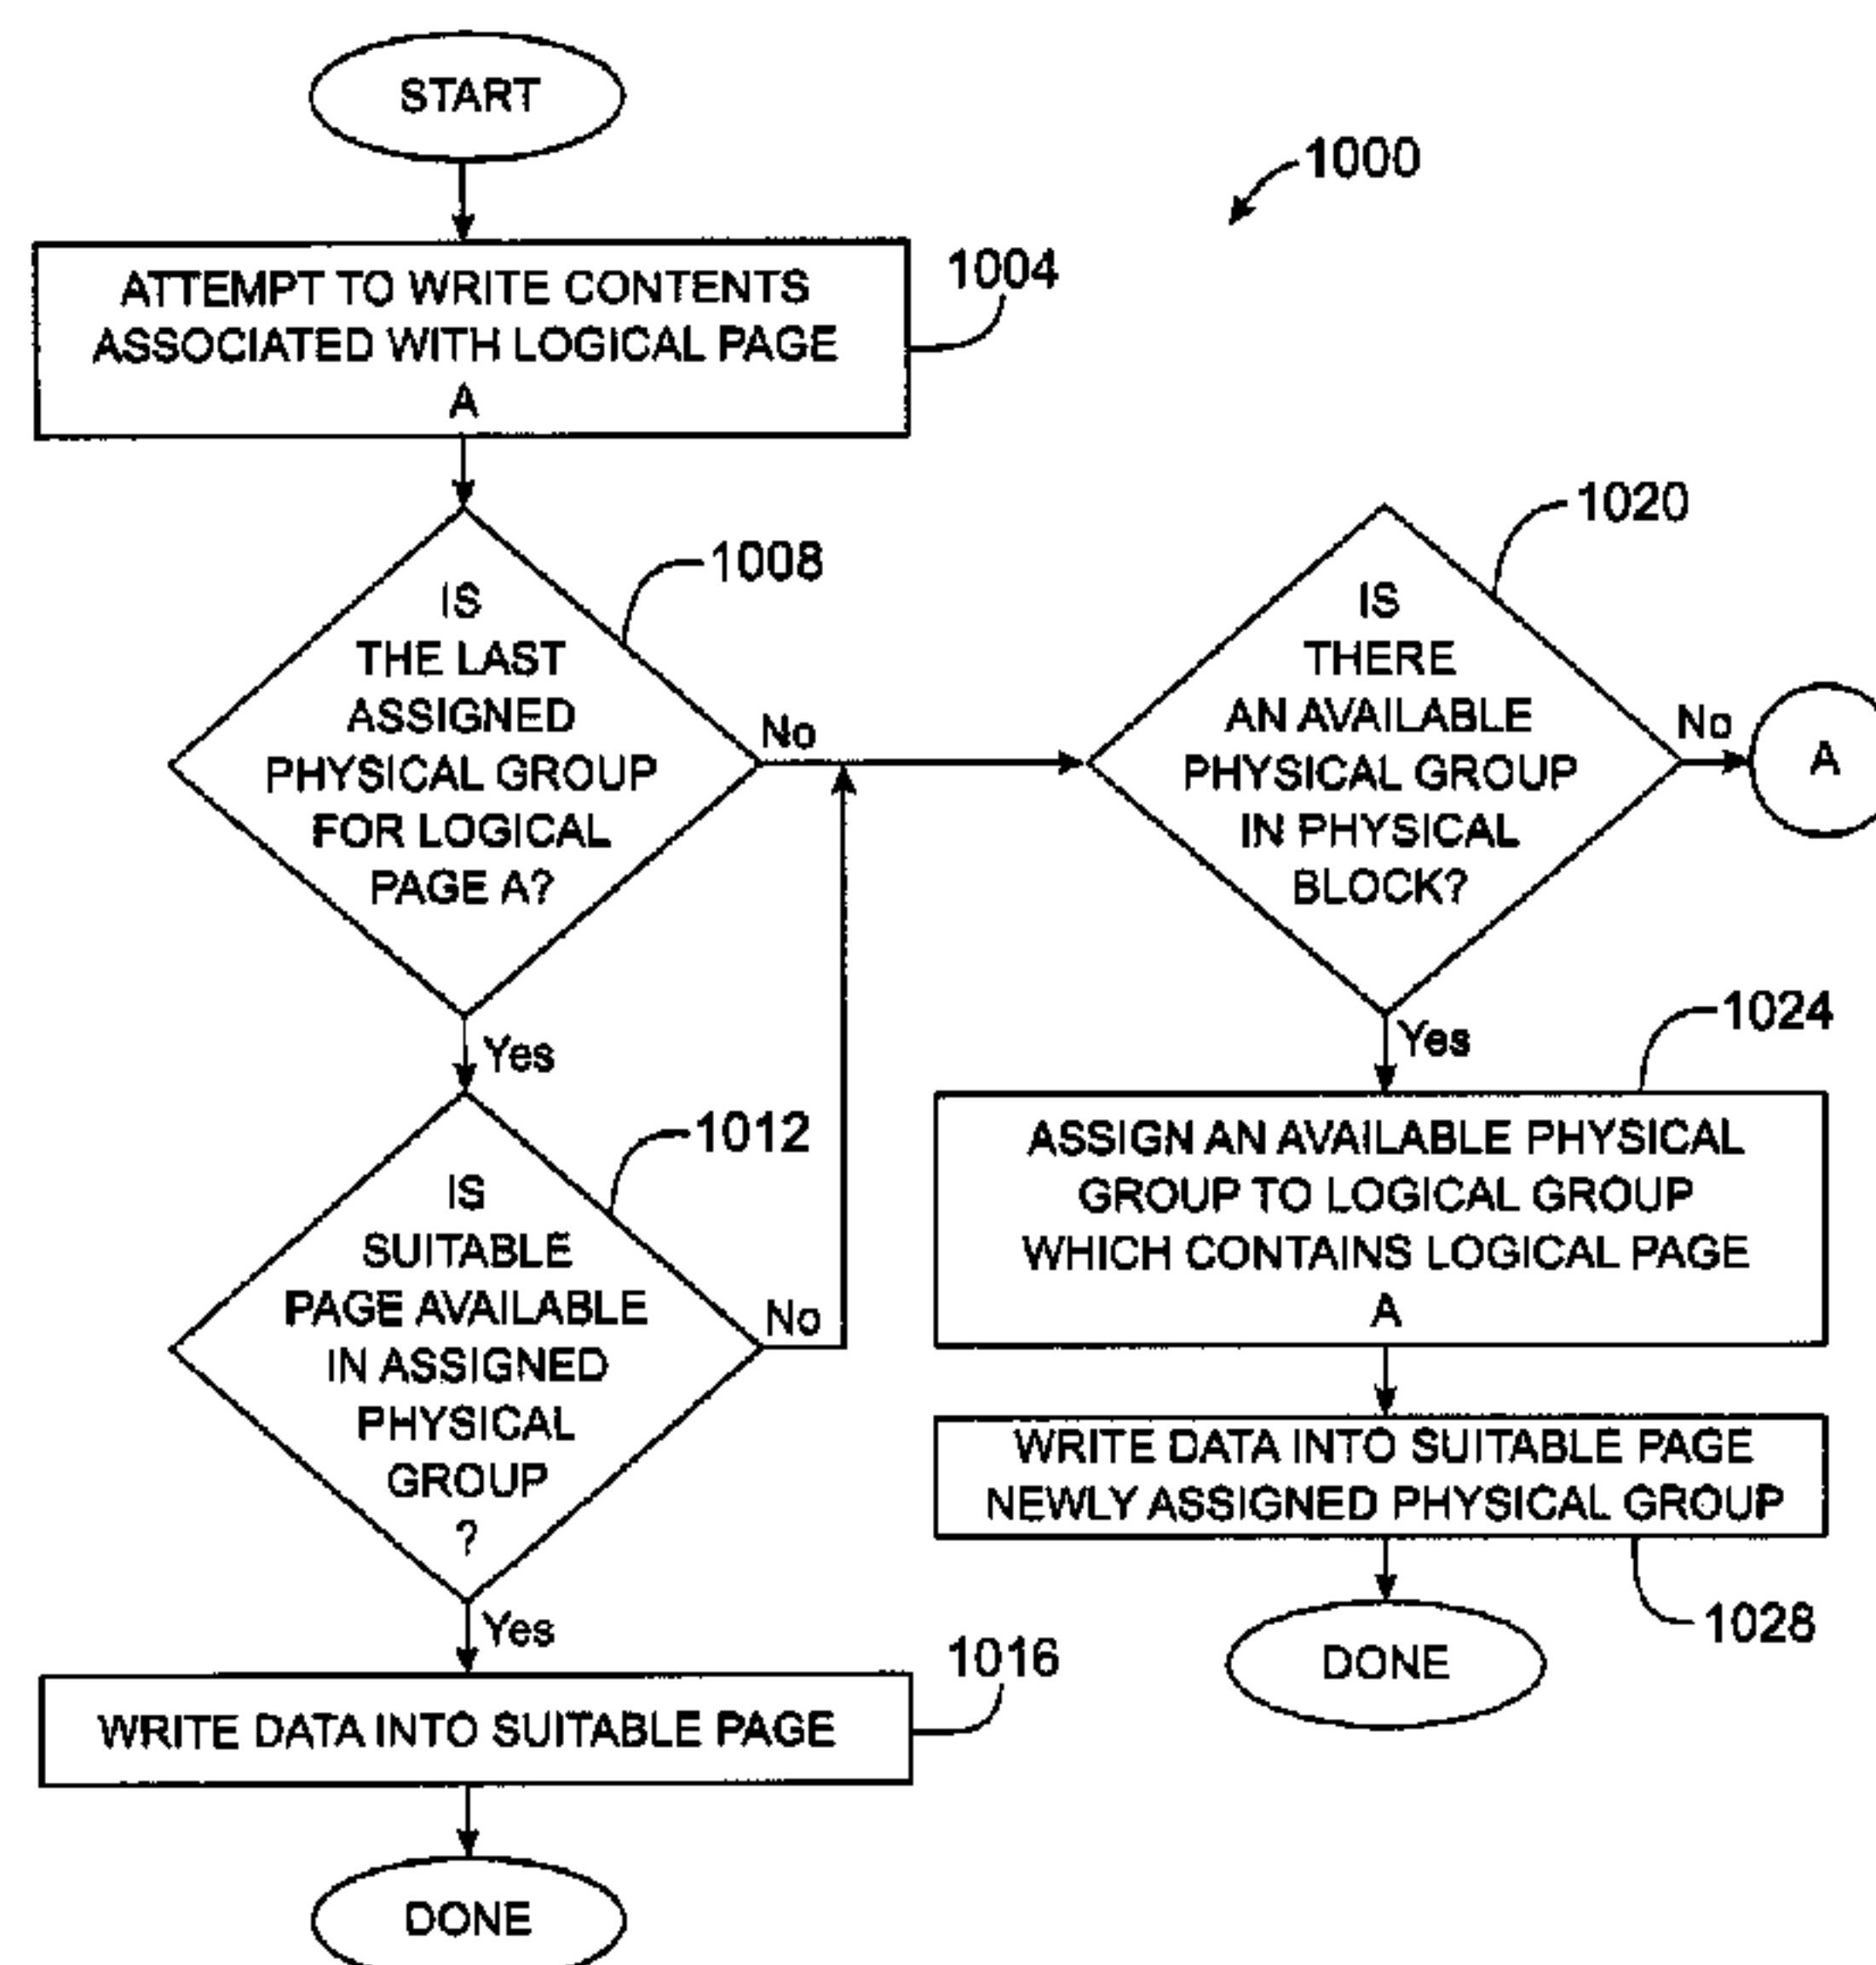 START
1000
ATTEMPT TO WRITE CONTENTS
ASSOCIATED WITH LOGICAL PAGE
A
1004
IS
THE LAST
ASSIGNED
PHYSICAL GROUP
FOR LOGICAL
PAGE A?
1008
No
Yes
IS
THERE
AN AVAILABLE
PHYSICAL GROUP
IN PHYSICAL
BLOCK?
1020
No
A
Yes
IS
SUITABLE
PAGE AVAILABLE
IN ASSIGNED
PHYSICAL
GROUP
?
1012
No
Yes
ASSIGN AN AVAILABLE PHYSICAL
GROUP TO LOGICAL GROUP
WHICH CONTAINS LOGICAL PAGE
A
1024
WRITE DATA INTO SUITABLE PAGE
NEWLY ASSIGNED PHYSICAL GROUP
1028
DONE
WRITE DATA INTO SUITABLE PAGE
1016
DONE